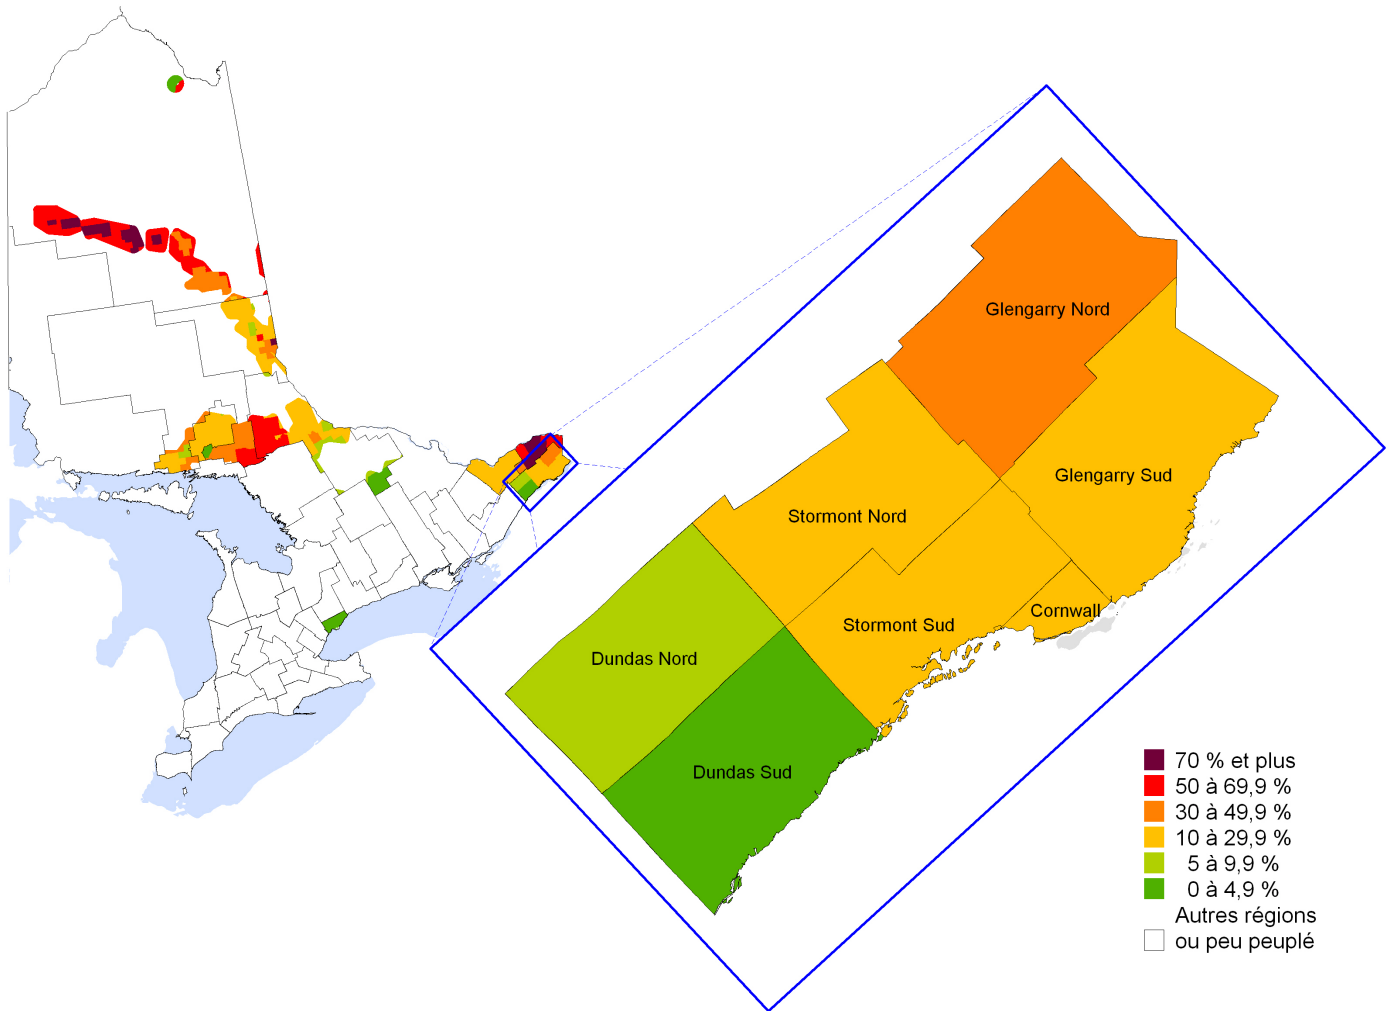 Glengarry Nord
Glengarry Sud
Stormont Nord
Cornwall
Stormont Sud
Dundas Nord
Dundas Sud
70 % et plus
50 à 69,9 %
30 à 49,9 %
10 à 29,9 %
5 à 9,9 %
0 à 4,9 %
Autres régions
ou peu peuplé